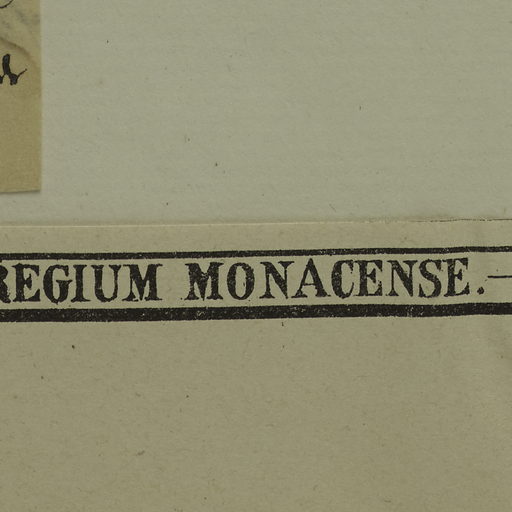 REGIUM MONACENSE. —